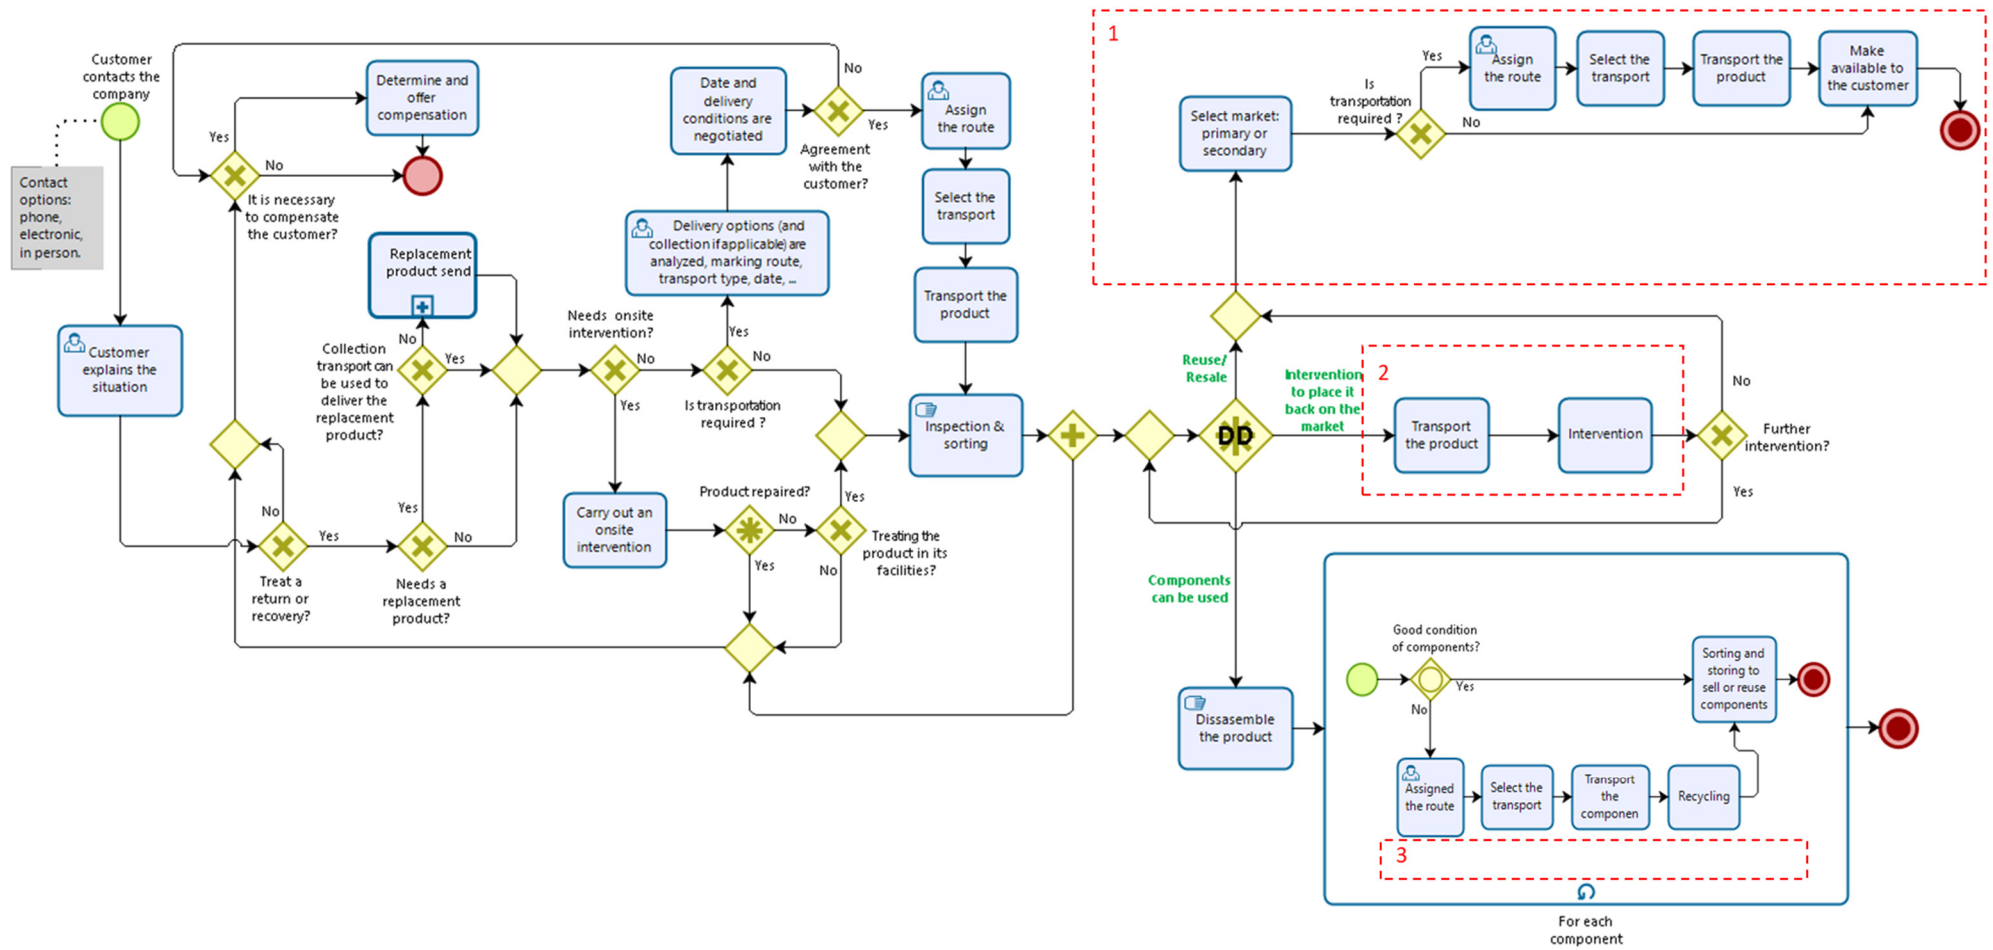 Customer
contacts the
company
Contact
options:
phone,
electronic,
in person.
Customer
explains the
situation
Yes
No
It is necessary
to compensate
the customer?
Determine and
offer
compensation
Replacement
product send
No
Yes
Collection
transport can
be used to
deliver the
replacement
product?
No
Yes
Treat a
return or
recovery?
Yes
No
Needs a
replacement
product?
Needs onsite
intervention?
No
Yes
Carry out an
onsite
intervention
Date and
delivery
conditions are
negotiated
Delivery options (and
collection if applicable) are
analyzed, marking route,
transport type, date, ...
Yes
No
Is transportation
required ?
No
Yes
Agreement
with the
customer?
Product repaired?
No
Yes
Yes
No
Treating the
product in its
facilities?
Assign
the route
Select the
transport
Transport the
product
Inspection &
sorting
1
Select market:
primary or
secondary
Is
transportation
required ?
Yes
No
Assign
the route
Select the
transport
Transport the
product
Make
available to
the customer
Reuse/
Resale
DD
Intervention
to place it
back on the
market
2
Transport
the product
Intervention
No
Further
intervention?
Yes
Components
can be used
Dissasemble
the product
Good condition
of components?
Yes
No
Sorting and
storing to
sell or reuse
components
Assigned
the route
Select the
transport
Transport
the
componen
Recycling
3
For each
component